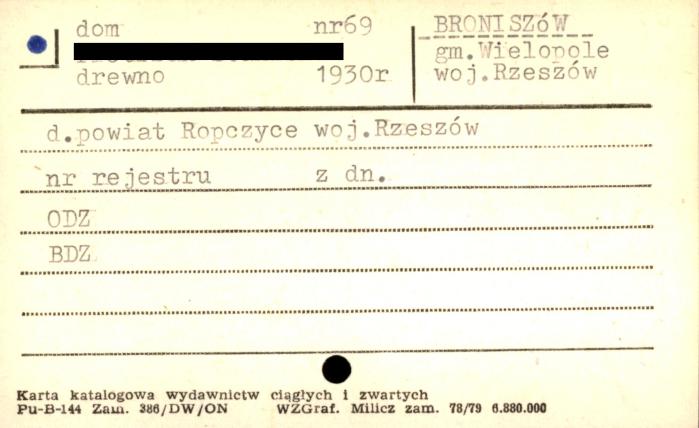 dom nr69 BRONISZóW
gm.Wielopole
drewno 1930r woj.Rzeszów
d.powiat Ropczyce woj.Rzeszów
nr rejestru z dn.
ODZ
BDZ
Karta katalogowa wydawnictw ciągłych i zwartych
Pu-B-144 Zam. 386/DW/ON WZGraf. Milicz zam. 78/79 6.880.000